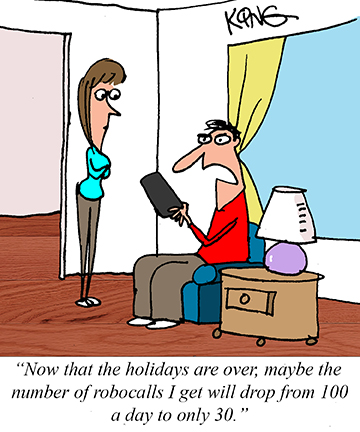 KING
“Now that the holidays are over, maybe the
number of robocalls I get will drop from 100
a day to only 30.”